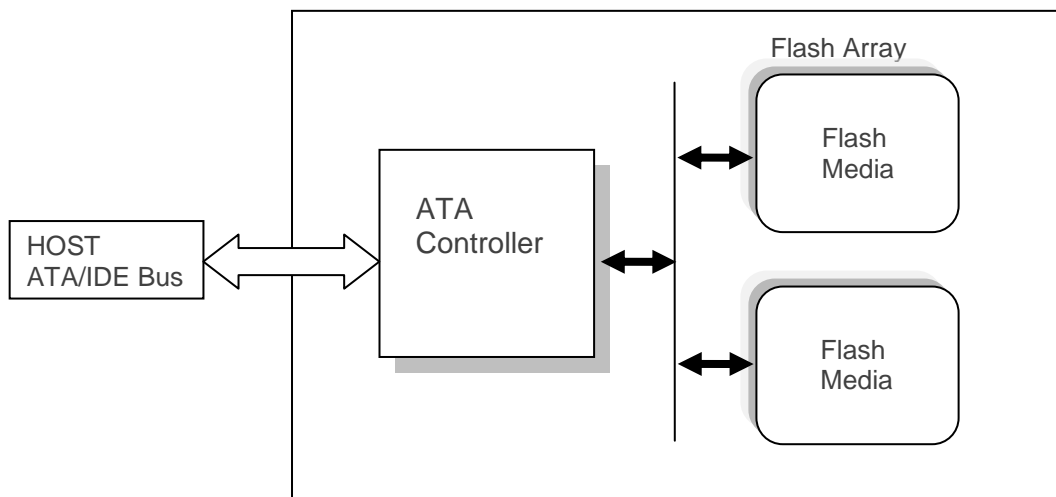 Flash Array
Flash
Media
ATA
Controller
HOST
ATA/IDE Bus
Flash
Media